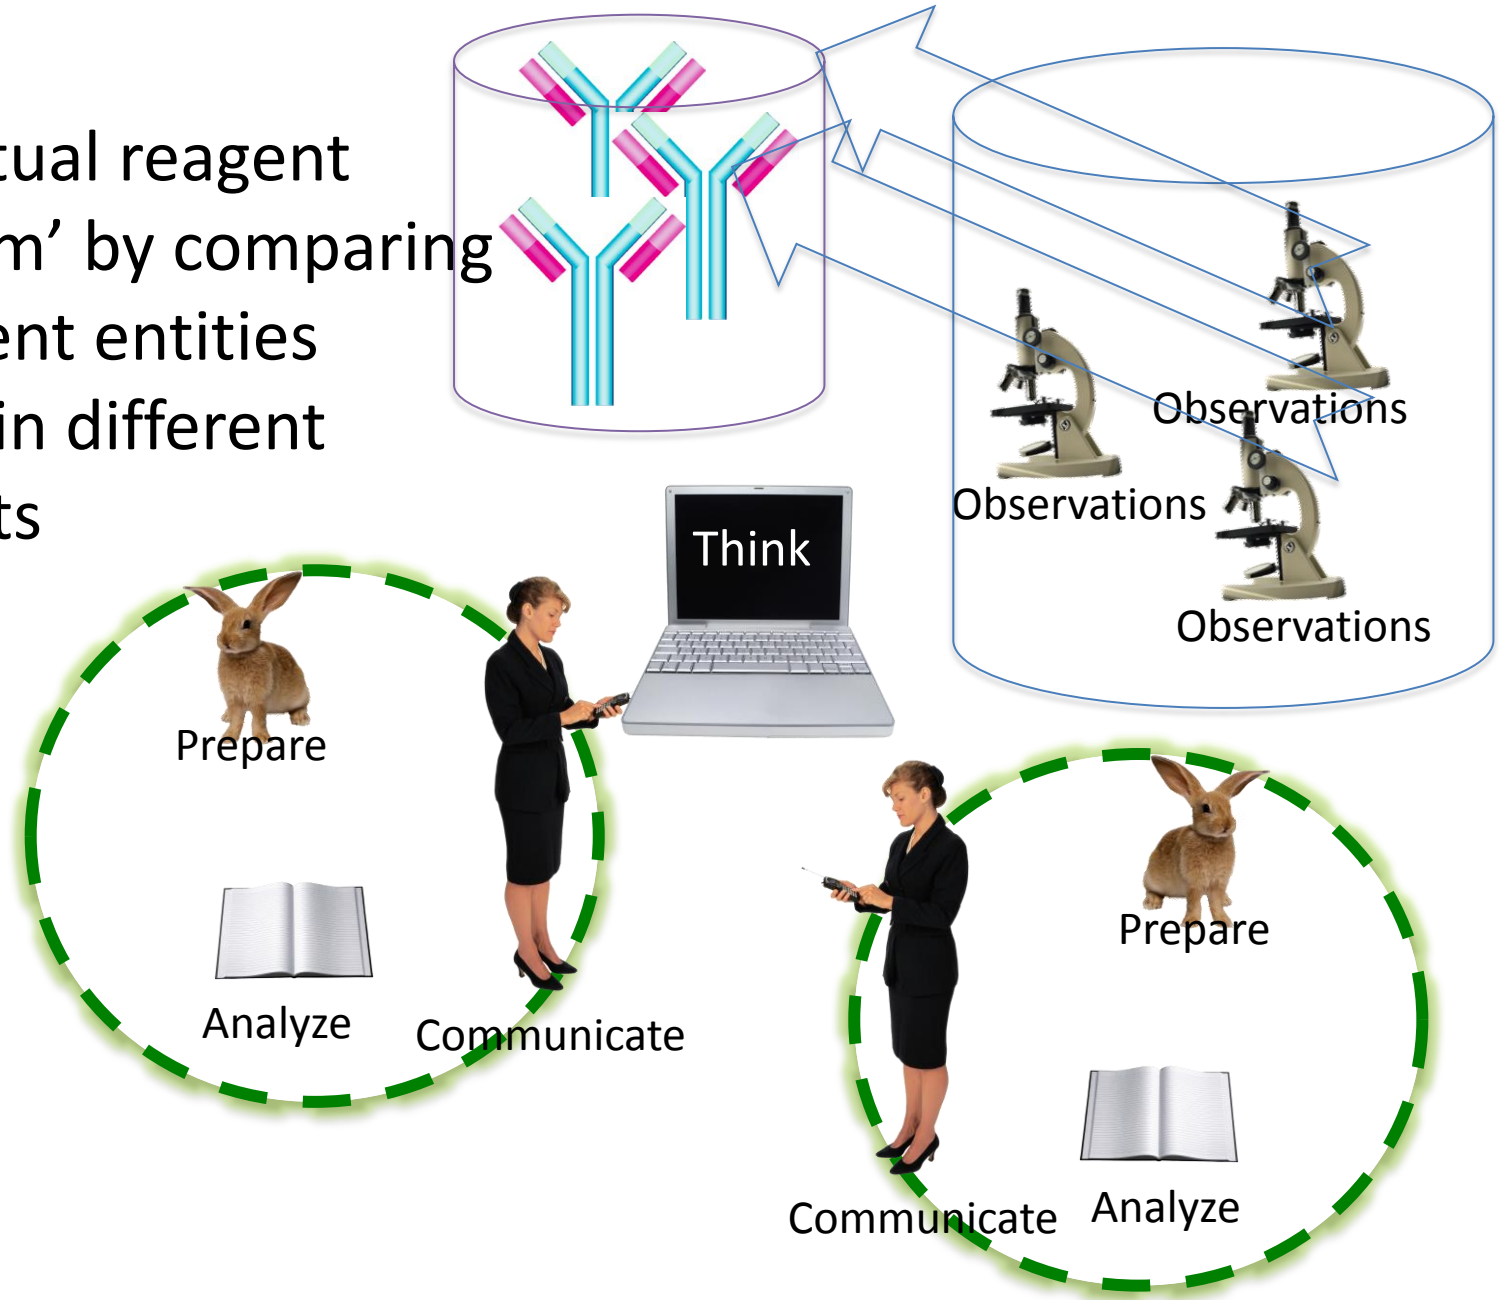 tual reagent
m’ by comparing
ent entities
in different
ts
Observations
Observations
Think
Observations
Prepare
Prepare
Analyze
Communicate
Communicate
Analyze